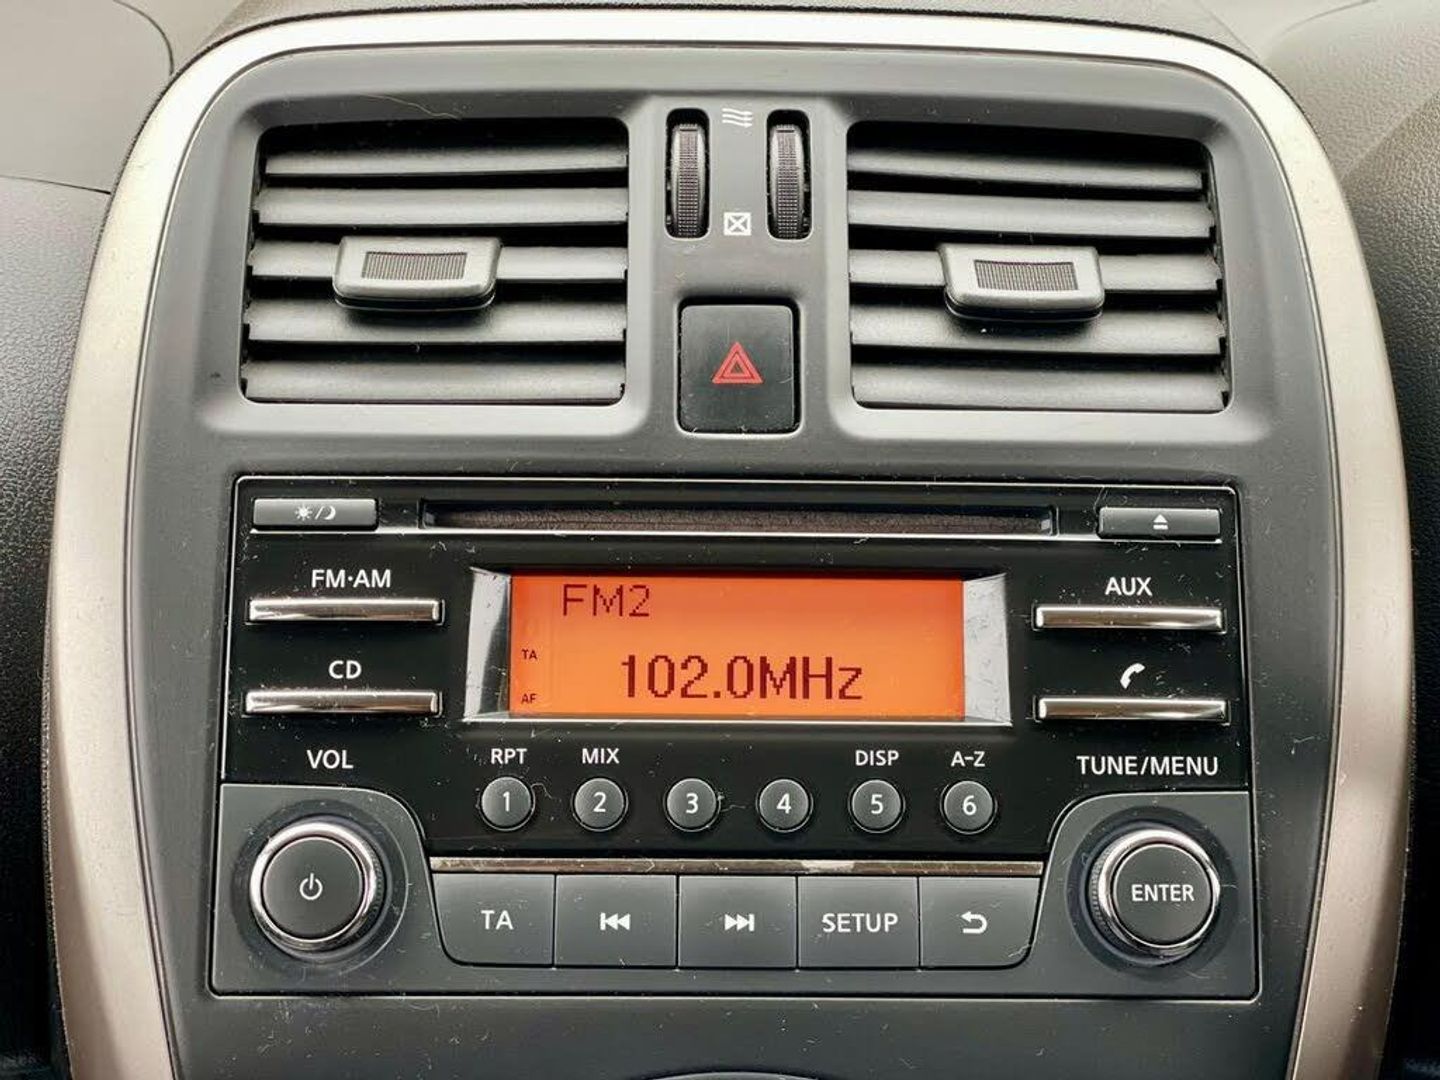 FM·AM
AUX
FM2
TA
102.0MHz
AF
CD
VOL
RPT MIX DISP A-Z
TUNE/MENU
1 2 3 4 5 6
ENTER
TA SETUP